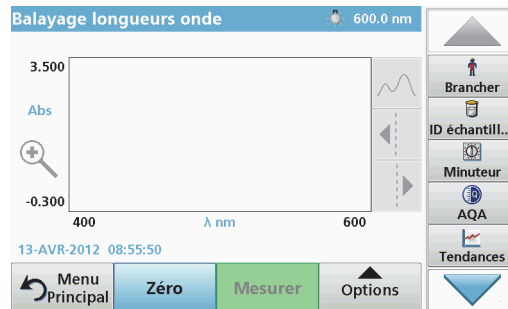 Balayage longueurs onde
600.0 nm
3.500
Abs
-0.300
400
λ nm
600
13-AVR-2012 08:55:50
Menu
Principal
Zéro
Mesurer
Options
Brancher
ID échantill..
Minuteur
AQA
Tendances